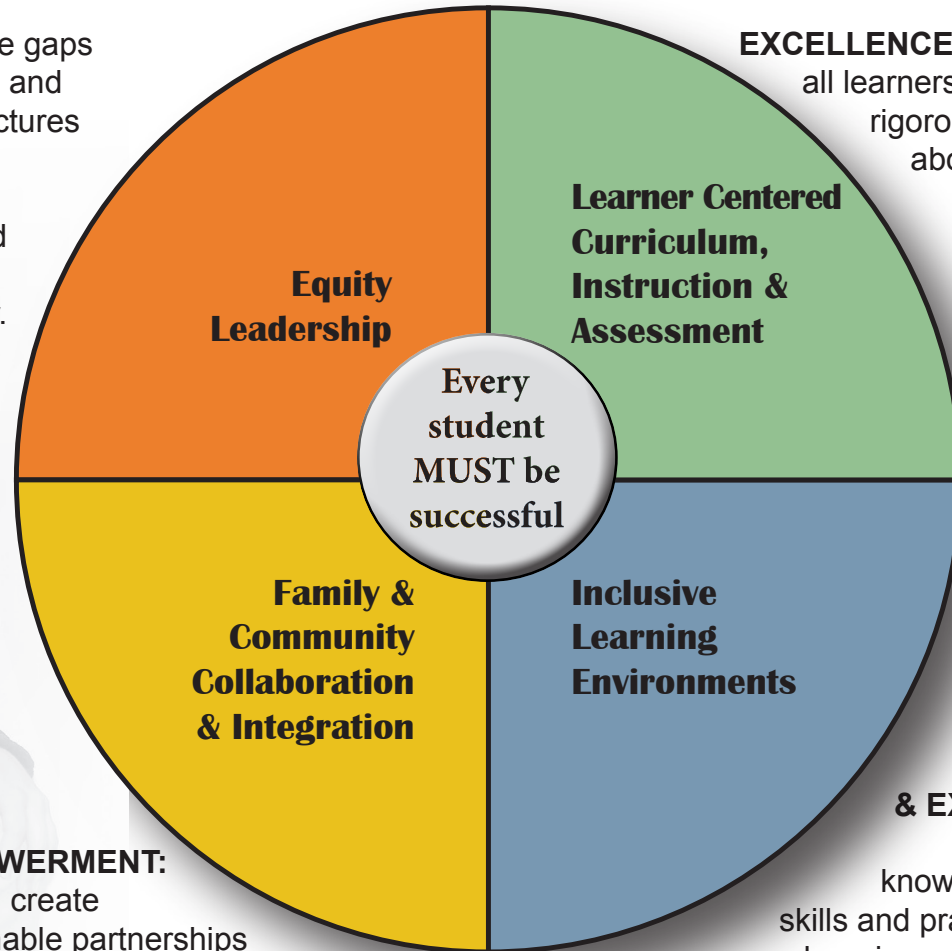 e gaps
and
ctures
d
.
EXCELLENCE
all learners
rigoro
abo
Equity
Leadership
Learner Centered
Curriculum,
Instruction &
Assessment
Every
student
MUST be
successful
Family &
Community
Collaboration
& Integration
Inclusive
Learning
Environments
WERMENT:
create
able partnerships
& EX
know
skills and pra